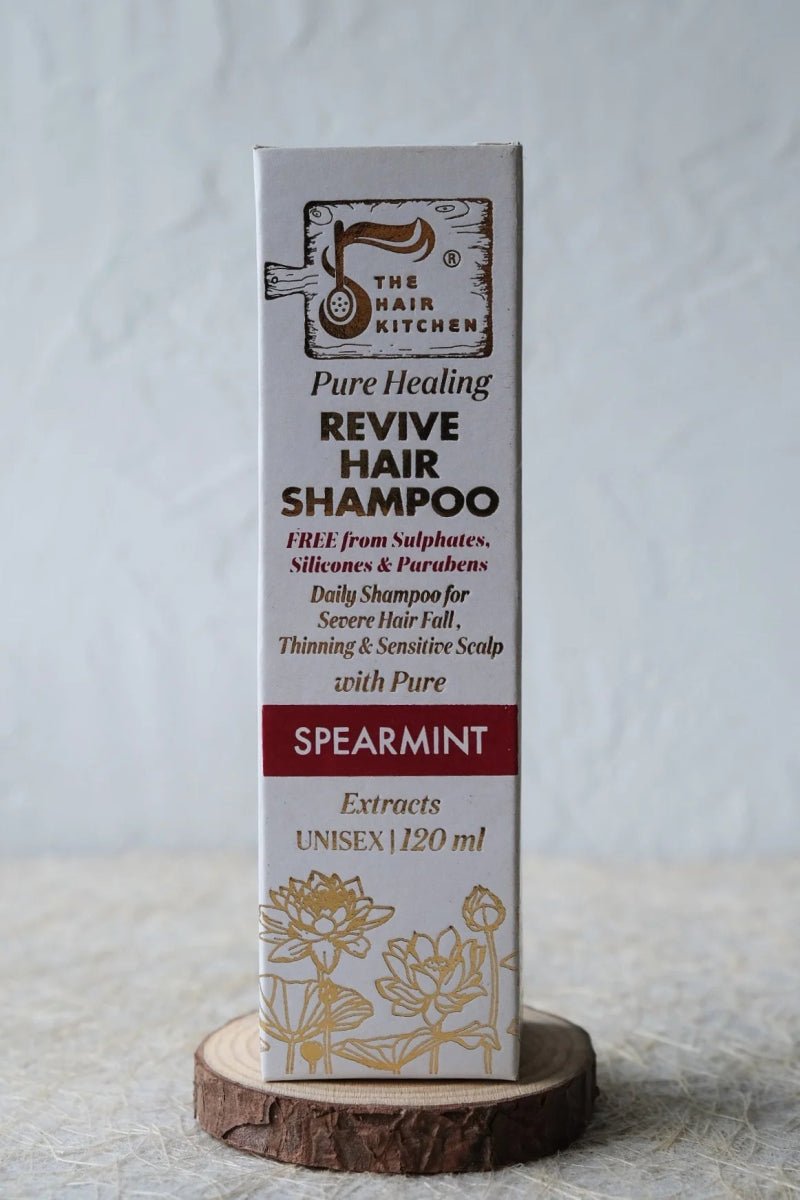 ®
THE
HAIR
KITCHEN
Pure Healing
REVIVE
HAIR
SHAMPOO
FREE from Sulphates,
Silicones & Parabens
Daily Shampoo for
Severe Hair Fall,
Thinning & Sensitive Scalp
with Pure
SPEARMINT
Extracts
UNISEX | 120 ml